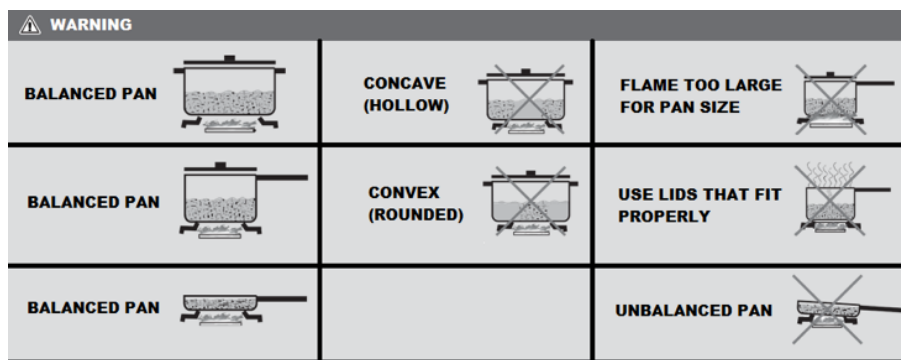 WARNING
BALANCED PAN
CONCAVE
(HOLLOW)
FLAME TOO LARGE
FOR PAN SIZE
BALANCED PAN
CONVEX
(ROUNDED)
USE LIDS THAT FIT
PROPERLY
BALANCED PAN
UNBALANCED PAN